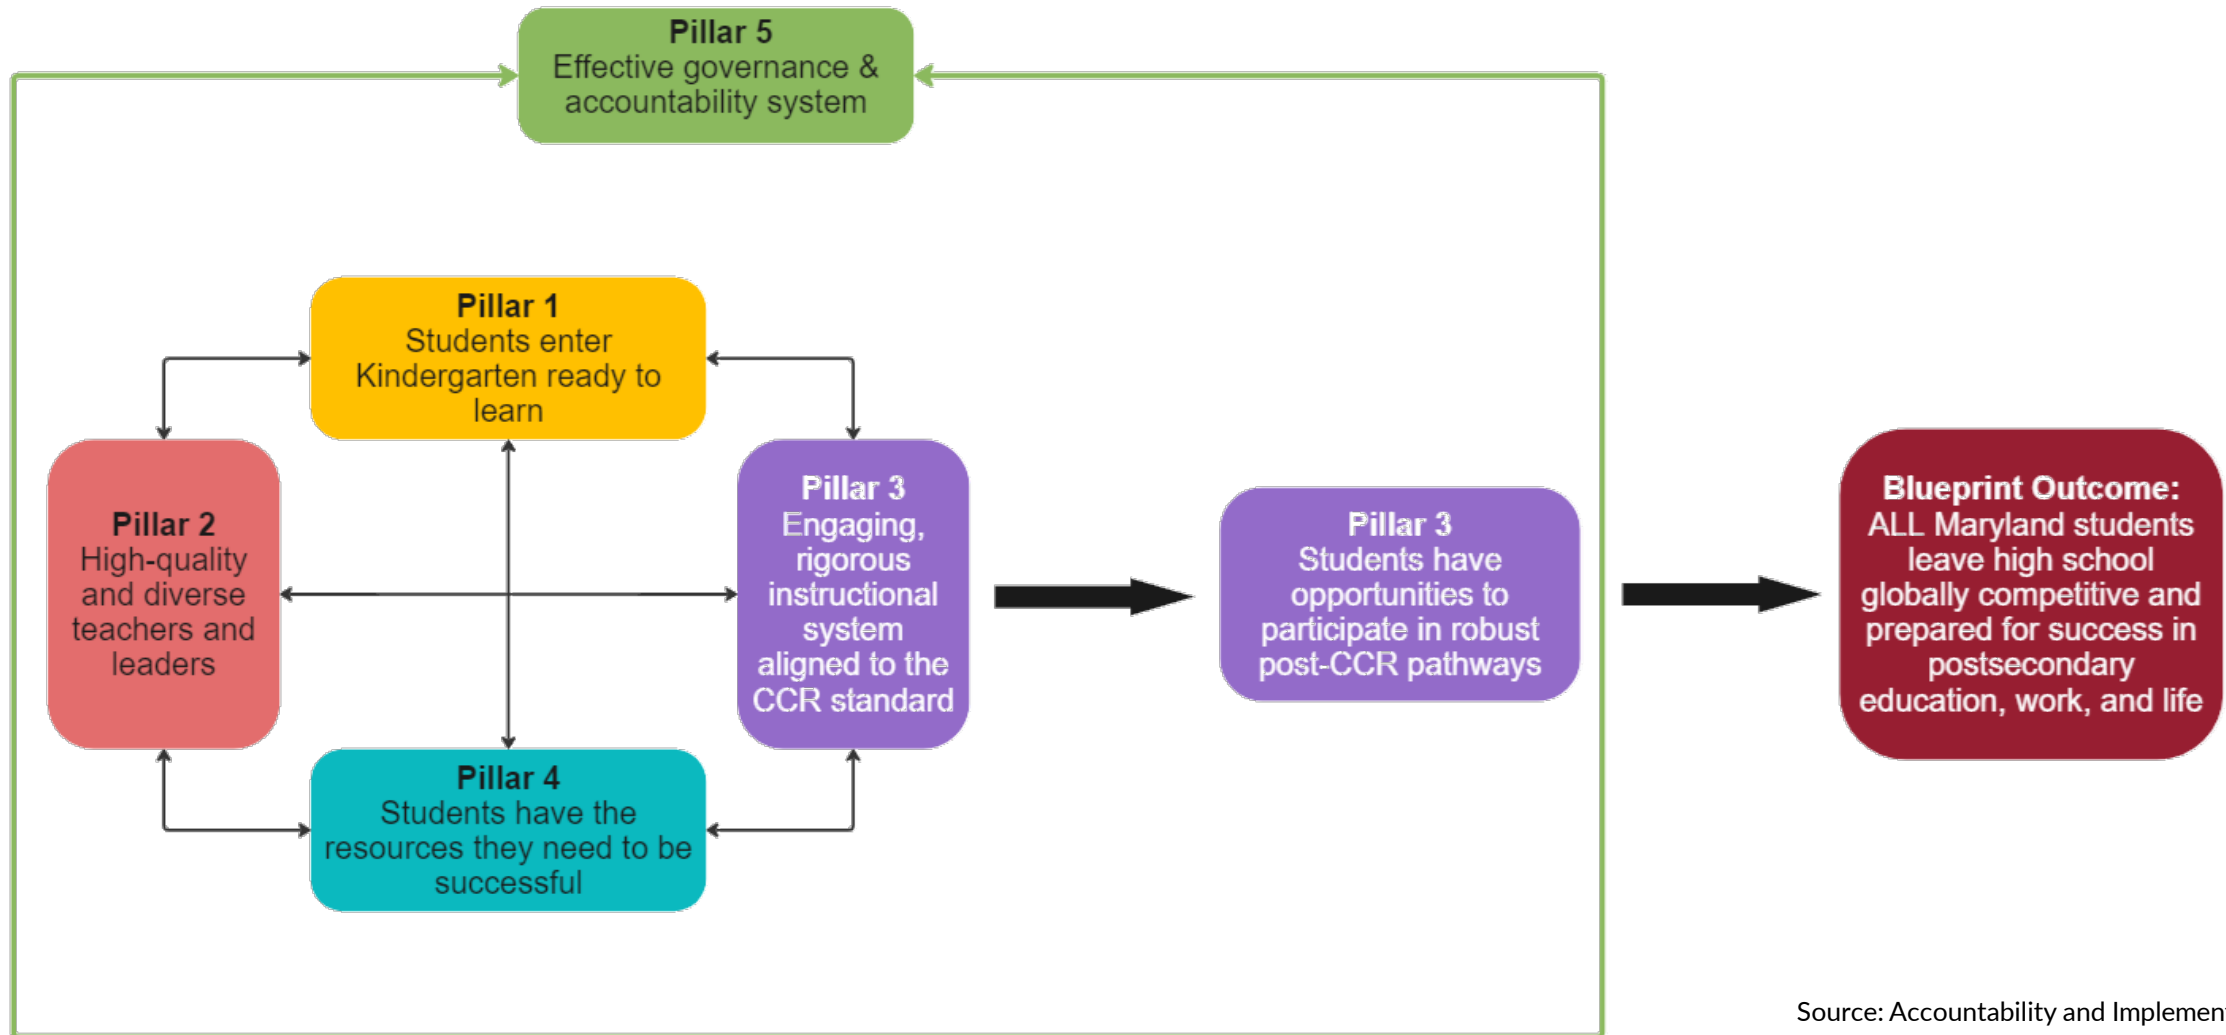 Pillar 5
Effective governance &
accountability system
Pillar 1
Students enter
Kindergarten ready to
learn
Pillar 2
High-quality
and diverse
teachers and
leaders
Pillar 3
Engaging,
rigorous
instructional
system
aligned to the
CCR standard
Pillar 4
Students have the
resources they need to be
successful
Pillar 3
Students have
opportunities to
participate in robust
post-CCR pathways
Blueprint Outcome:
ALL Maryland students
leave high school
globally competitive and
prepared for success in
postsecondary
education, work, and life
Source: Accountability and